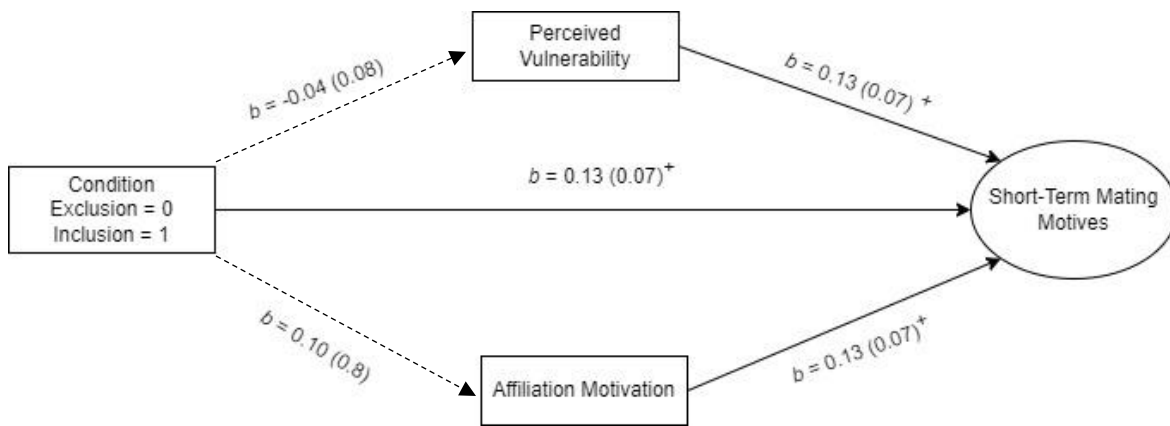 Perceived
Vulnerability
b = -0.04 (0.08)
b = 0.13 (0.07) +
Condition
Exclusion = 0
Inclusion = 1
b = 0.13 (0.07)+
Short-Term Mating
Motives
b = 0.10 (0.8)
Affiliation Motivation
b = 0.13 (0.07)+